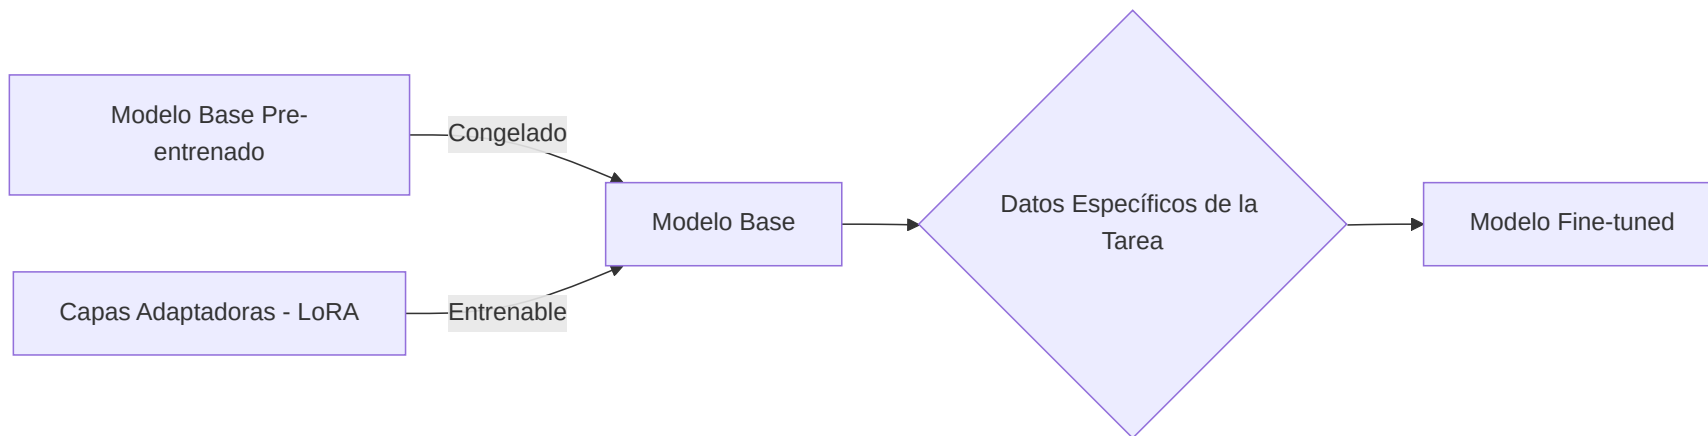 Modelo Base Pre-
entrenado
Congelado
Capas Adaptadoras - LoRA
Entrenable
Modelo Base
Datos Específicos de la
Tarea
Modelo Fine-tuned